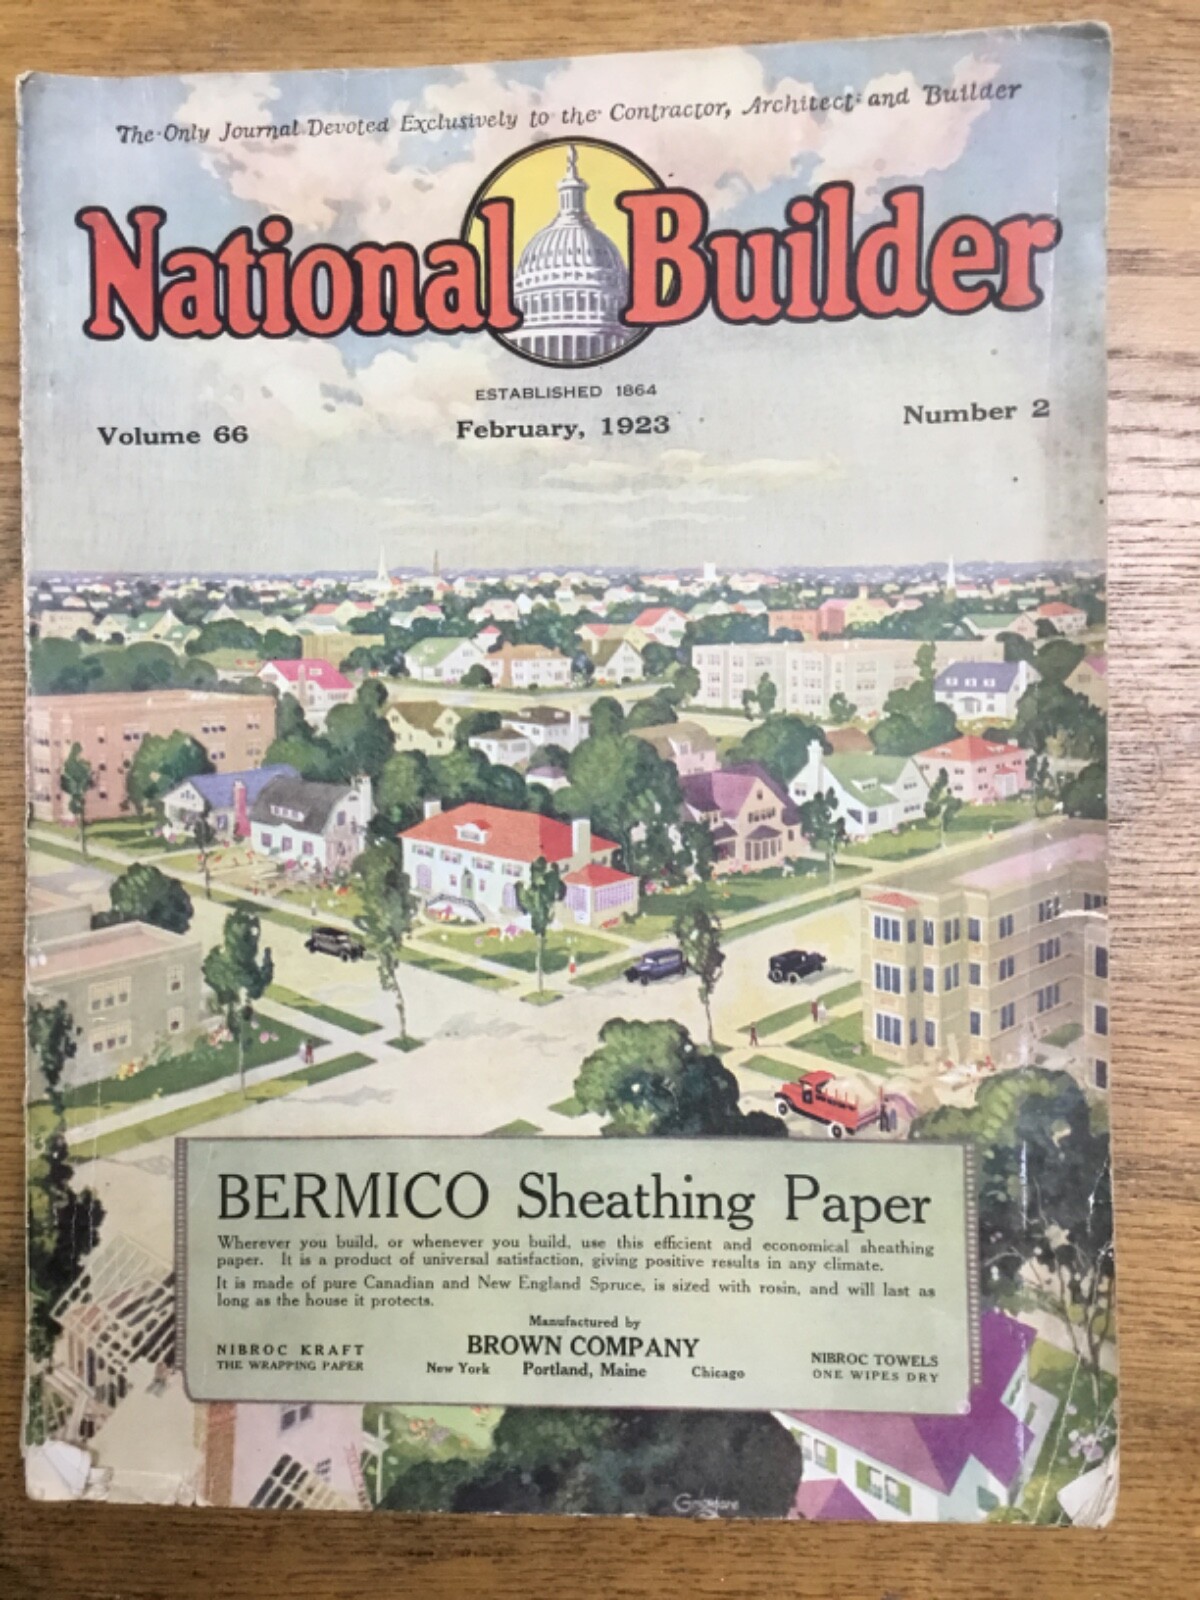 The Only Journal Devoted Exclusively to the Contractor, Architect and Builder
National Builder
ESTABLISHED 1864
Volume 66 February, 1923 Number 2
BERMICO Sheathing Paper
Wherever you build, or whenever you build, use this efficient and economical sheathing
paper. It is a product of universal satisfaction, giving positive results in any climate.
It is made of pure Canadian and New England Spruce, is sized with rosin, and will last as
long as the house it protects.
Manufactured by
BROWN COMPANY
New York Portland, Maine Chicago
NIBROC KRAFT
THE WRAPPING PAPER
NIBROC TOWELS
ONE WIPES DRY